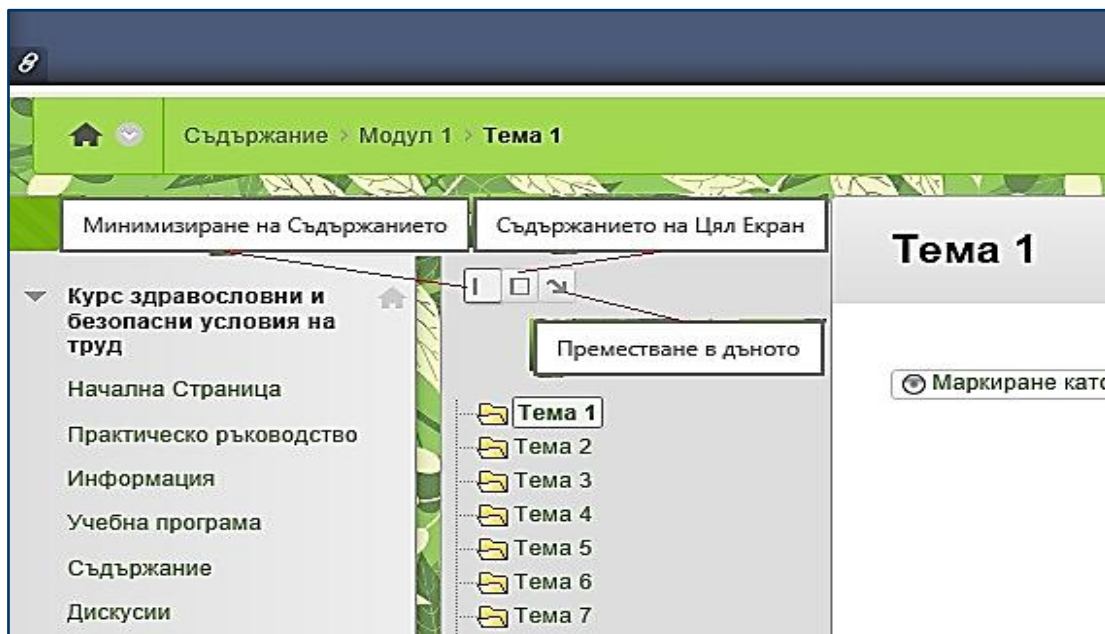 Съдържание > Модул 1 > Тема 1
Минимизиране на Съдържанието
Съдържанието на Цял Екран
Тема 1
Курс здравословни и
безопасни условия на
труд
Преместване в дъното
Маркиране като
Начална Страница
Практическо ръководство
Информация
Учебна програма
Съдържание
Дискусии
Тема 1
Тема 2
Тема 3
Тема 4
Тема 5
Тема 6
Тема 7